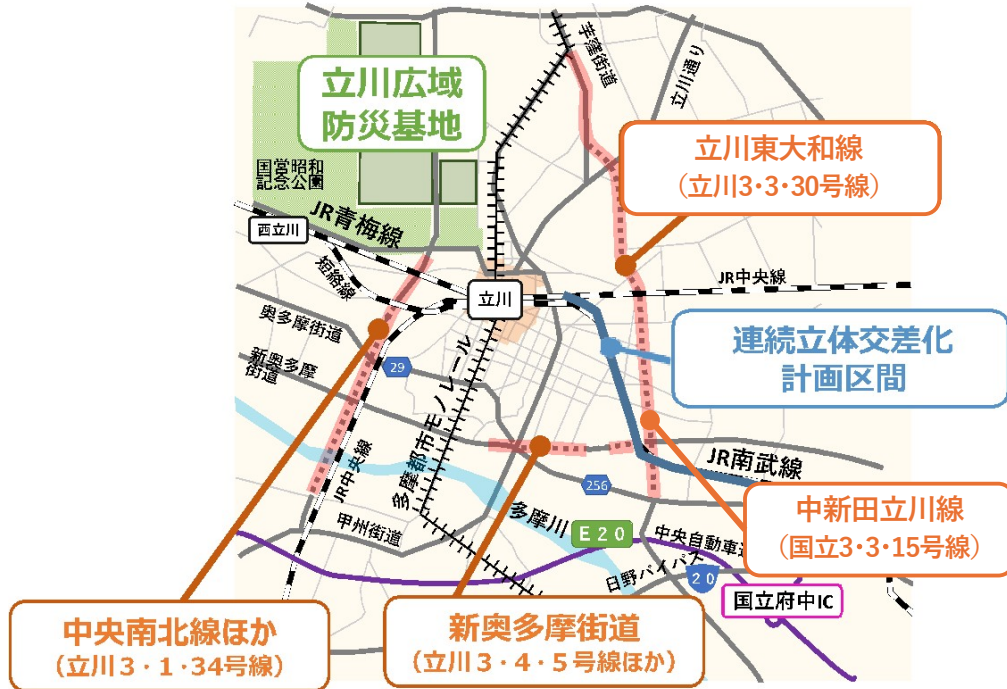 芋窪街道
立川通り
立川広域
防災基地
立川東大和線
(立川3・3・30号線)
国営昭和
記念公園
JR青梅線
西立川
短絡線
立川
JR中央線
奥多摩街道
新奥多摩
街道
29
連続立体交差化
計画区間
多摩都市モノレール
JR中央線
JR南武線
256
多摩川
甲州街道
E20
中央自動車道
日野バイパス
20
中新田立川線
(国立3・3・15号線)
国立府中IC
中央南北線ほか
(立川3・1・34号線)
新奥多摩街道
(立川3・4・5号線ほか)